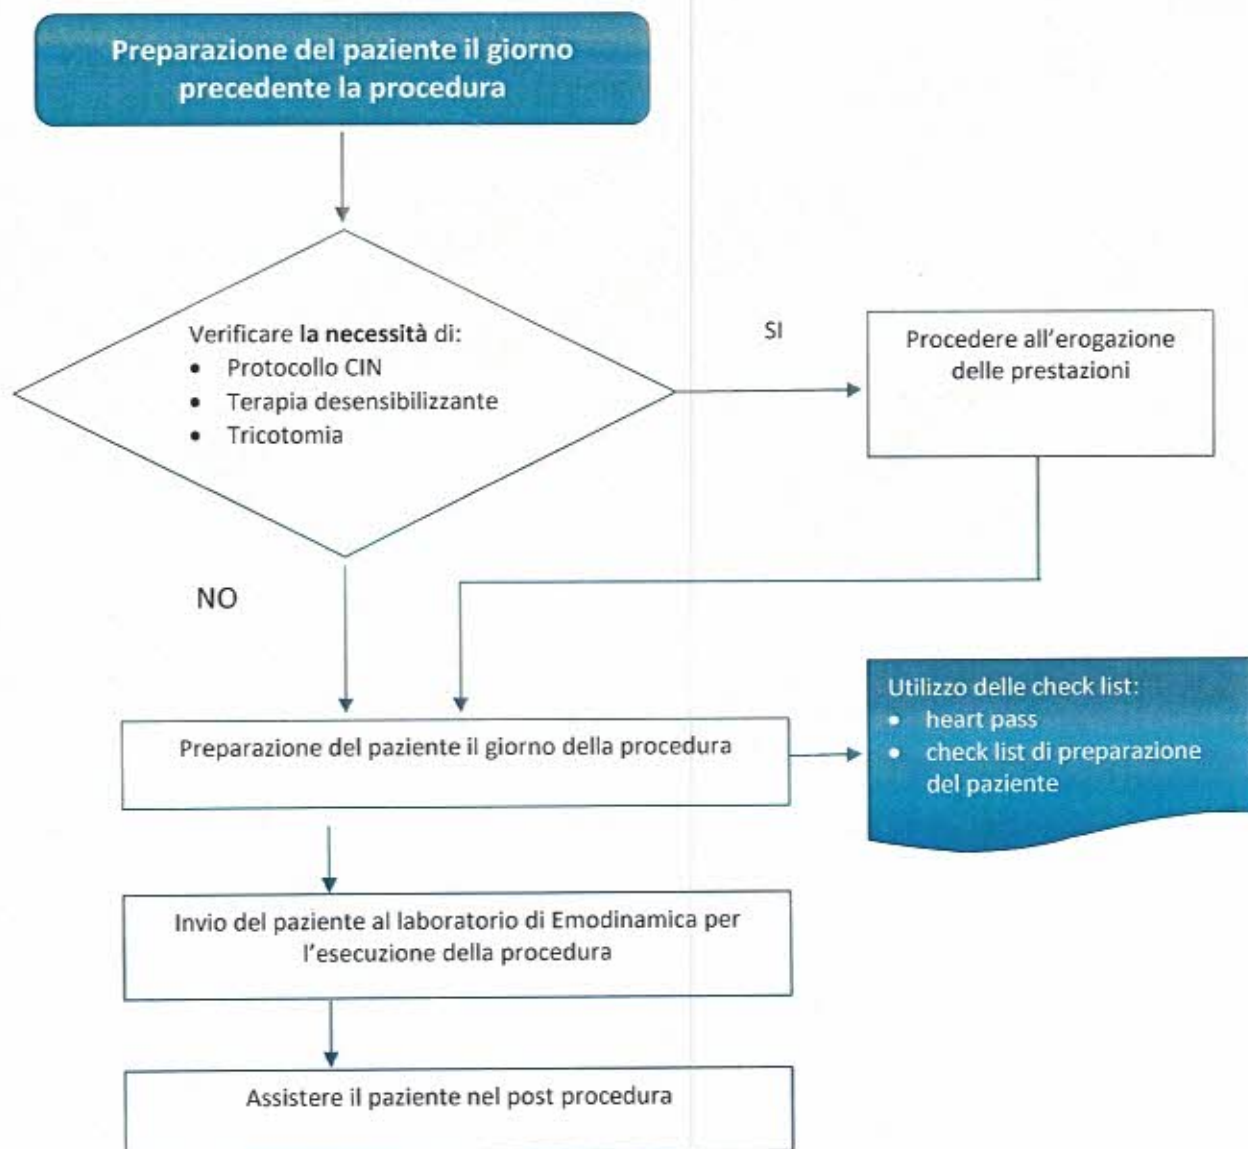 Preparazione del paziente il giorno
precedente la procedura
Verificare la necessità di:
• Protocollo CIN
• Terapia desensibilizzante
• Tricotomia
SI
Procedere all'erogazione
delle prestazioni
NO
Preparazione del paziente il giorno della procedura
Utilizzo delle check list:
• heart pass
• check list di preparazione
del paziente
Invio del paziente al laboratorio di Emodinamica per
l'esecuzione della procedura
Assistere il paziente nel post procedura